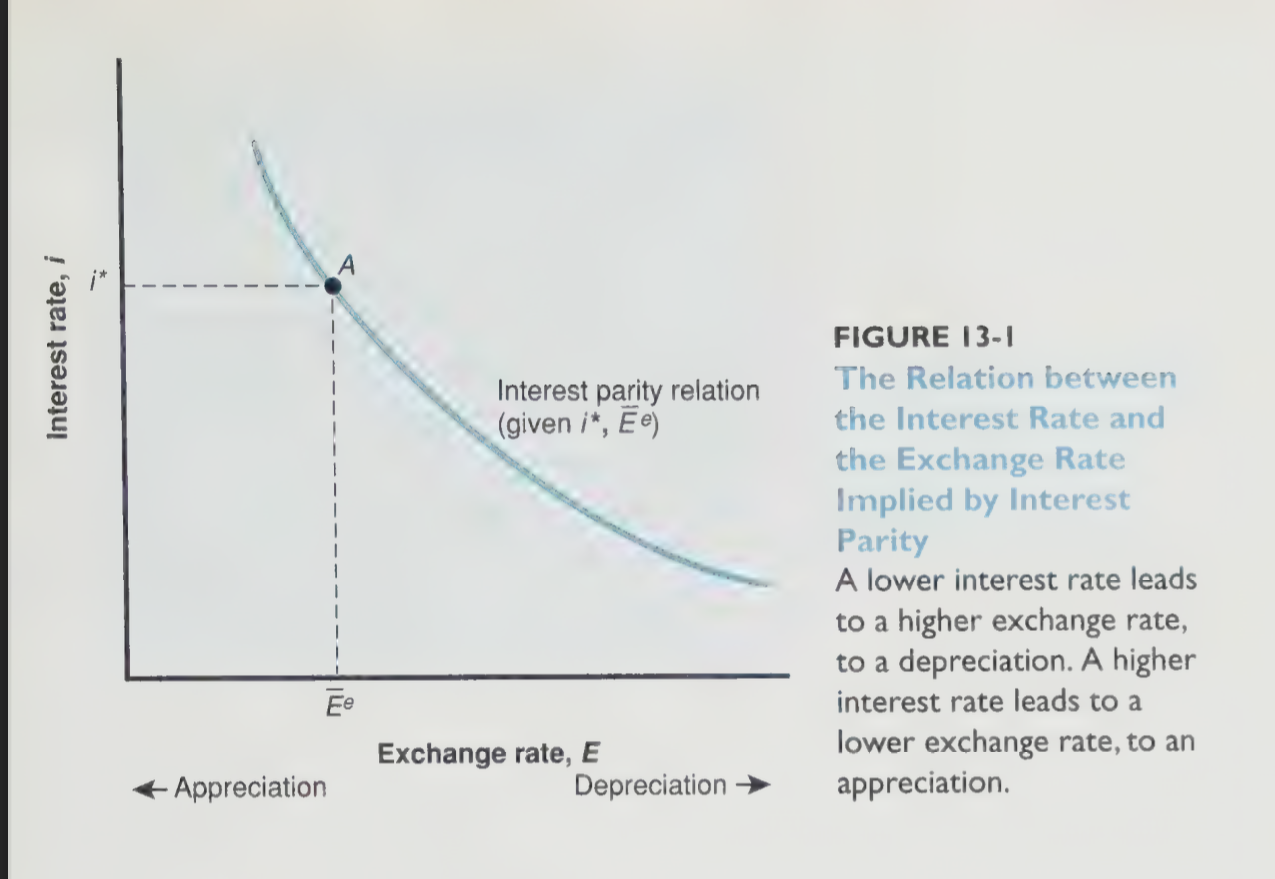 Interest rate, i
i*
A
Interest parity relation
(given i*, E̅ᵉ)
E̅ᵉ
Exchange rate, E
← Appreciation
Depreciation →
FIGURE 13-1
The Relation between
the Interest Rate and
the Exchange Rate
Implied by Interest
Parity
A lower interest rate leads
to a higher exchange rate,
to a depreciation. A higher
interest rate leads to a
lower exchange rate, to an
appreciation.